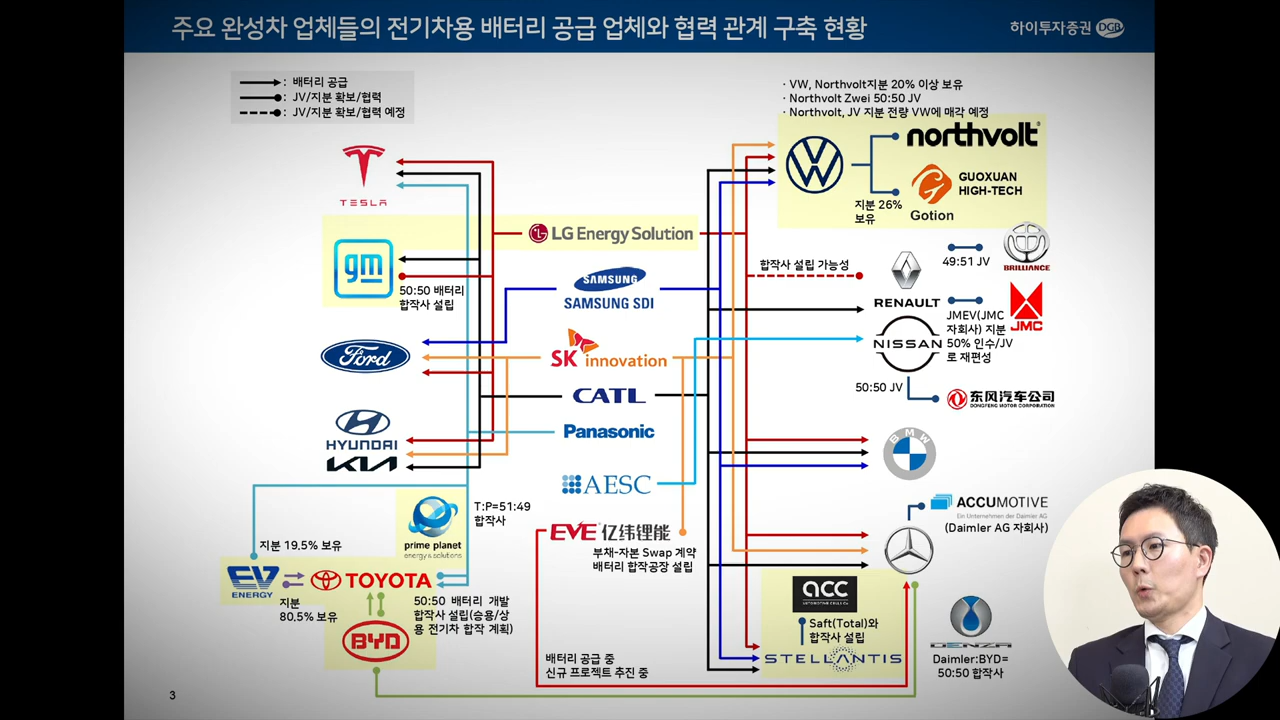 주요 완성차 업체들의 전기차용 배터리 공급 업체와 협력 관계 구축 현황
하이투자증권 DGB
: 배터리 공급
: JV/지분 확보/협력
: JV/지분 확보/협력 예정
· VW, Northvolt지분 20% 이상 보유
· Northvolt Zwei 50:50 JV
· Northvolt, JV 지분 전량 VW에 매각 예정
northvolt
TESLA
GUOXUAN
HIGH-TECH
지분 26%
보유
Gotion
LG Energy Solution
gm
50:50 배터리
합작사 설립
SAMSUNG
SAMSUNG SDI
합작사 설립 가능성
49:51 JV
BRILLIANCE
RENAULT
JMC
JMEV(JMC
자회사) 지분
50% 인수/JV
로 재편성
NISSAN
Ford
SK innovation
50:50 JV
东风汽车公司
DONGFENG MOTOR CORPORATION
CATL
HYUNDAI
KIA
Panasonic
BMW
AESC
T:P=51:49
합작사
prime planet
energy & solutions
EVE 亿纬锂能
부채-자본 Swap 계약
배터리 합작공장 설립
ACCUMOTIVE
Ein Unternehmen der Daimler AG
(Daimler AG 자회사)
지분 19.5% 보유
EV
ENERGY
TOYOTA
지분
80.5% 보유
50:50 배터리 개발
합작사 설립(승용/상
용 전기차 합작 계획)
BYD
acc
AUTOMOTIVE CELLS Co
Saft(Total)와
합작사 설립
STELLANTIS
DENZA
Daimler:BYD=
50:50 합작사
배터리 공급 중
신규 프로젝트 추진 중
3